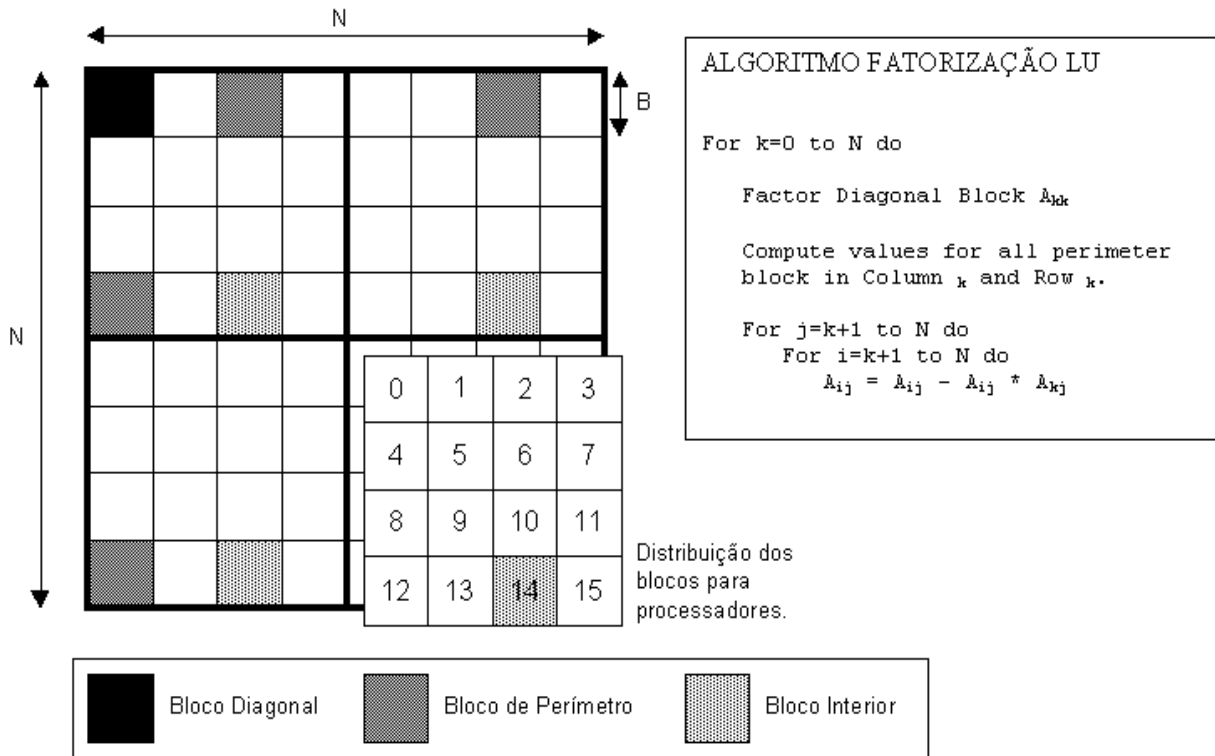 N
N
B
ALGORITMO FATORIZAÇÃO LU
For k=0 to N do
Factor Diagonal Block Akk
Compute values for all perimeter
block in Column k and Row k.
For j=k+1 to N do
For i=k+1 to N do
Aij = Aij - Aij * Akj
0 1 2 3
4 5 6 7
8 9 10 11
12 13 14 15
Distribuição dos
blocos para
processadores.
Bloco Diagonal
Bloco de Perímetro
Bloco Interior